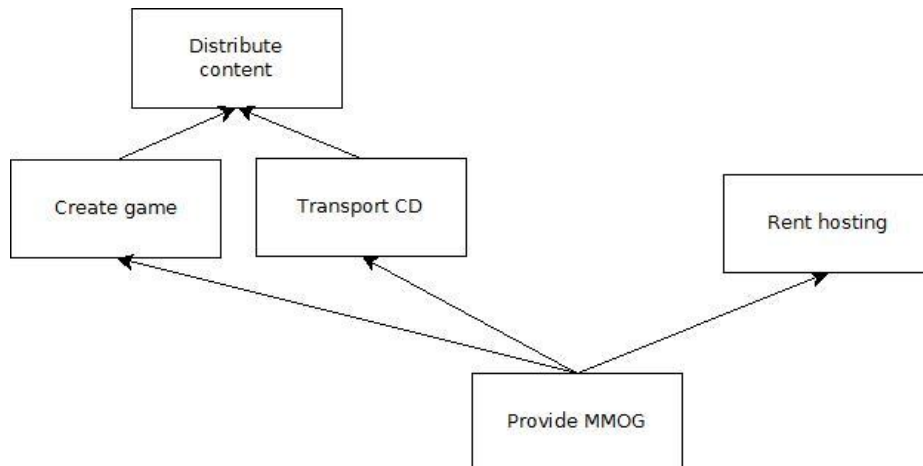 Distribute
content
Create game
Transport CD
Rent hosting
Provide MMOG